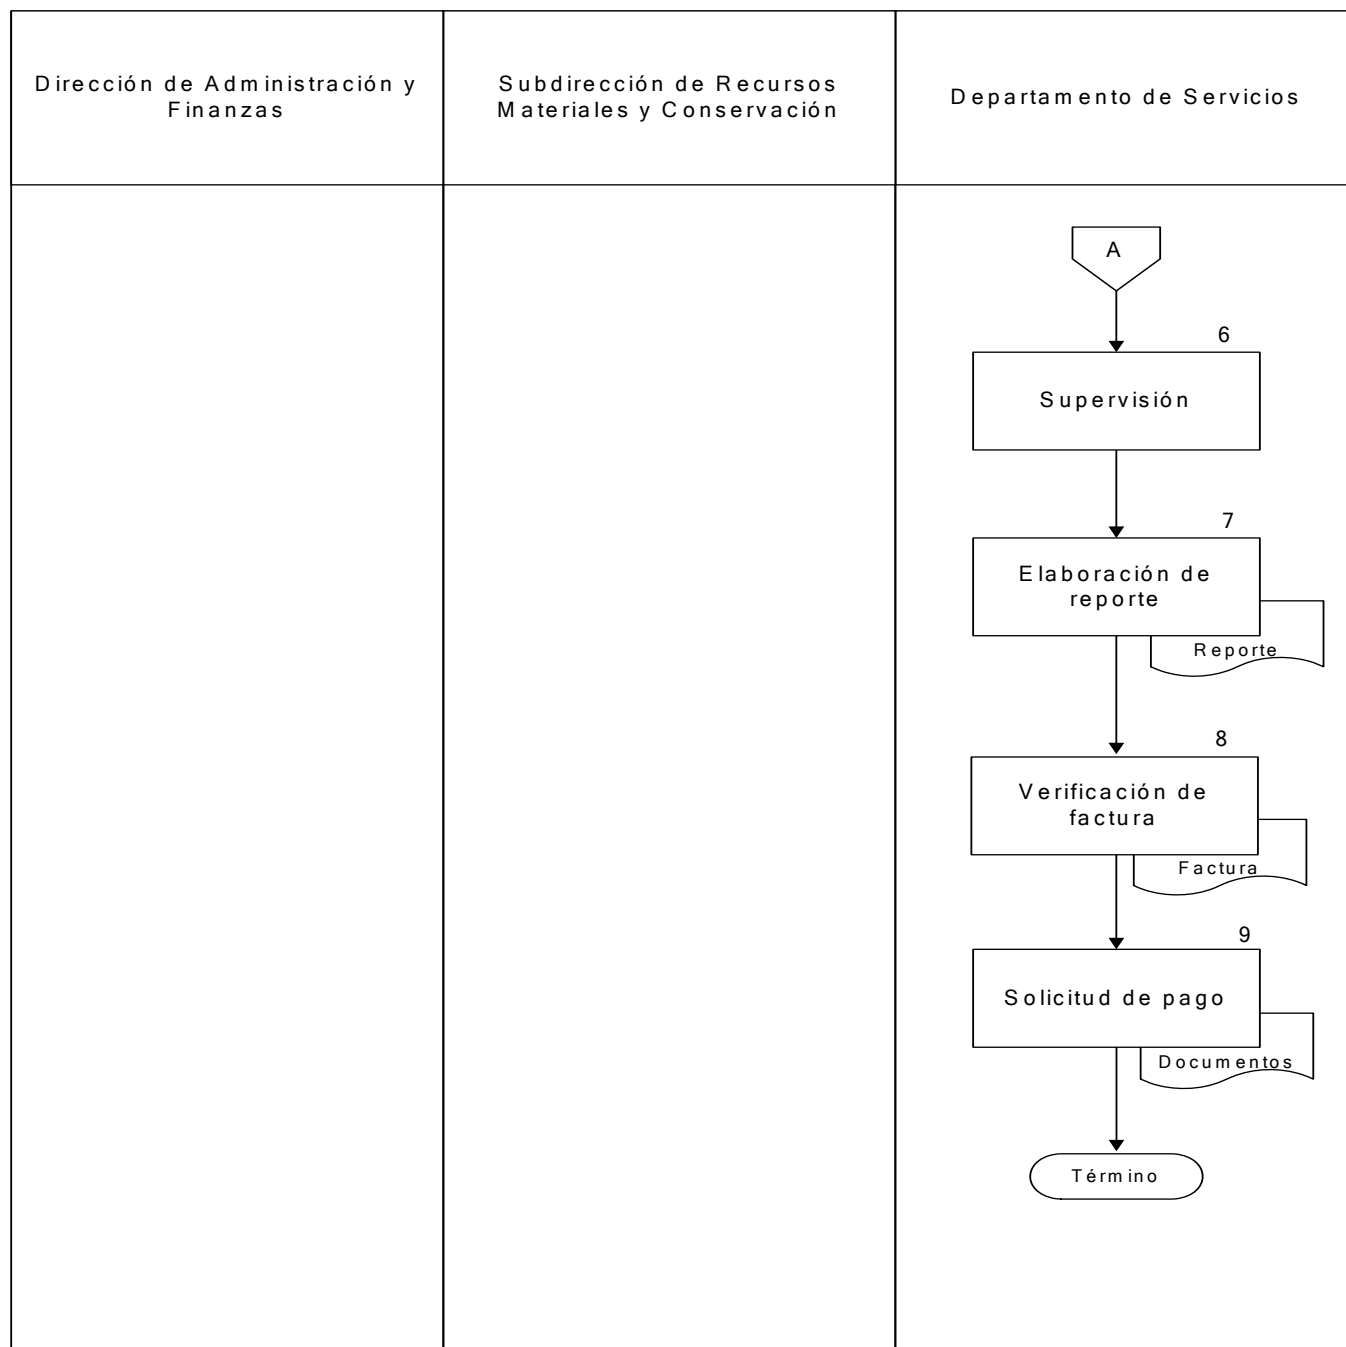 Dirección de Administración y
Finanzas
Subdirección de Recursos
Materiales y Conservación
Departamento de Servicios
A
6
Supervisión
7
Elaboración de
reporte
Reporte
8
Verificación de
factura
Factura
9
Solicitud de pago
Documentos
Término